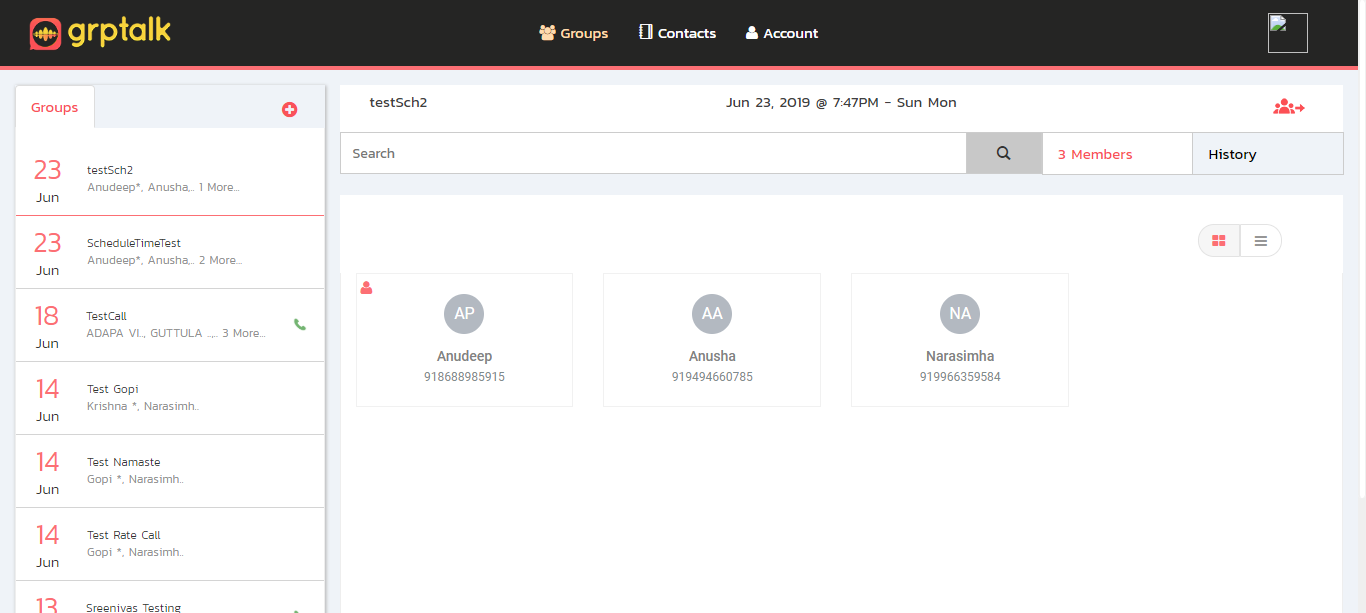 grptalk
Groups Contacts Account
Groups
23
Jun
testSch2
Anudeep*, Anusha,.. 1 More...
23
Jun
ScheduleTimeTest
Anudeep*, Anusha,.. 2 More...
18
Jun
TestCall
ADAPA VI.., GUTTULA ..,.. 3 More...
14
Jun
Test Gopi
Krishna *, Narasimh..
14
Jun
Test Namaste
Gopi *, Narasimh..
14
Jun
Test Rate Call
Gopi *, Narasimh..
13
Sreenivas Testing
testSch2 Jun 23, 2019 @ 7:47PM - Sun Mon
Search 3 Members History
AP
Anudeep
918688985915
AA
Anusha
919494660785
NA
Narasimha
919966359584